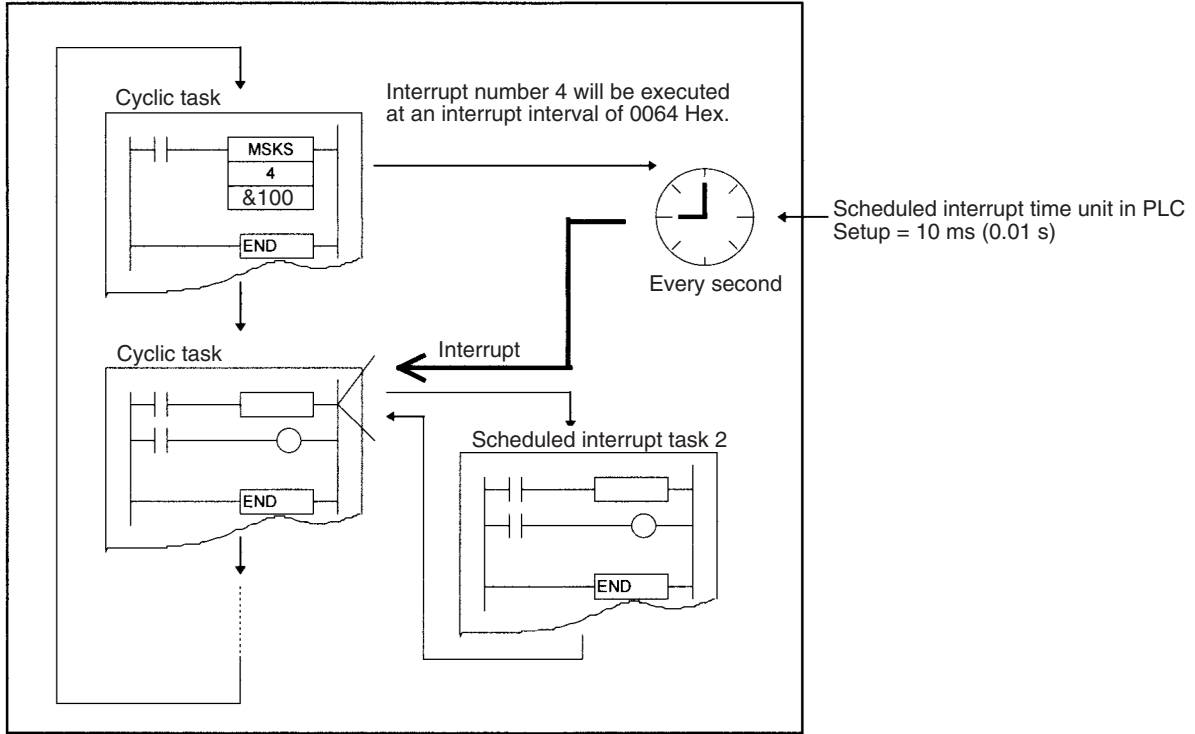 Cyclic task
MSKS
4
&100
END
Interrupt number 4 will be executed
at an interrupt interval of 0064 Hex.
Scheduled interrupt time unit in PLC
Setup = 10 ms (0.01 s)
Every second
Interrupt
Cyclic task
END
Scheduled interrupt task 2
END